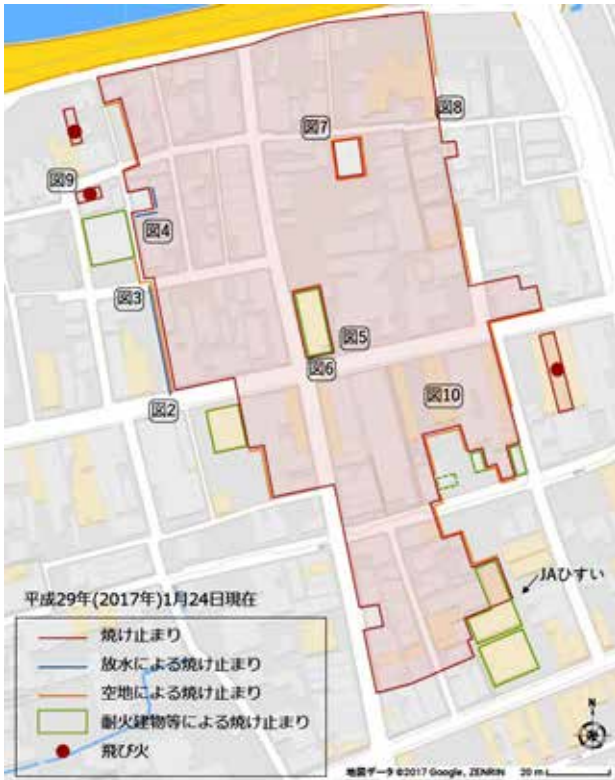 図8
図7
図9
図4
図3
図5
図6
図2
図10
JAひすい
平成29年(2017年)1月24日現在
焼け止まり
放水による焼け止まり
空地による焼け止まり
耐火建物等による焼け止まり
飛び火
N
地図データ ©2017 Google, ZENRIN 20 m